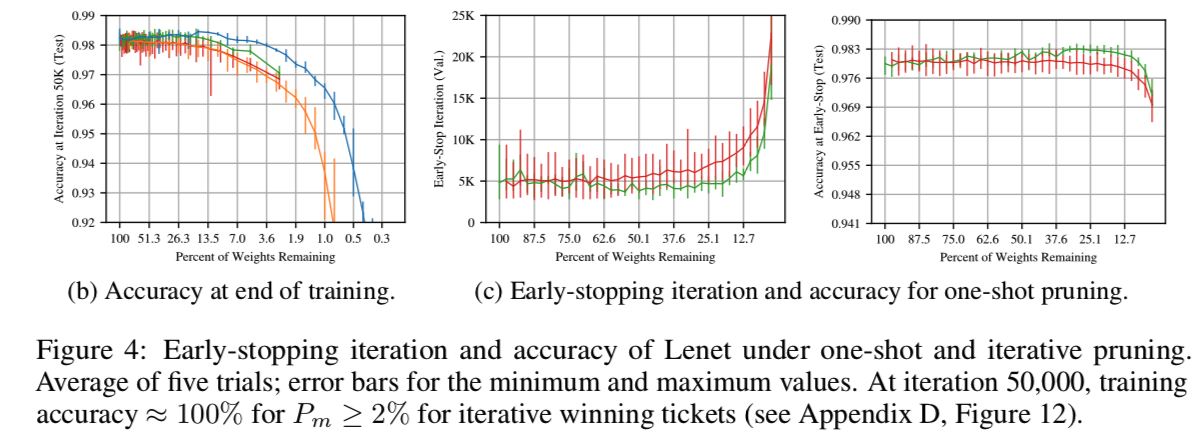 0.99
0.98
0.97
0.96
0.95
0.94
0.93
0.92
Accuracy at Iteration 50K (Test)
100 51.3 26.3 13.5 7.0 3.6 1.9 1.0 0.5 0.3
Percent of Weights Remaining
25K
20K
15K
10K
5K
0
Early-Stop Iteration (Val.)
100 87.5 75.0 62.6 50.1 37.6 25.1 12.7
Percent of Weights Remaining
0.990
0.983
0.976
0.969
0.962
0.955
0.948
0.941
Accuracy at Early-Stop (Test)
100 87.5 75.0 62.6 50.1 37.6 25.1 12.7
Percent of Weights Remaining
(b) Accuracy at end of training.
(c) Early-stopping iteration and accuracy for one-shot pruning.
Figure 4: Early-stopping iteration and accuracy of Lenet under one-shot and iterative pruning.
Average of five trials; error bars for the minimum and maximum values. At iteration 50,000, training
accuracy ≈ 100% for P_m ≥ 2% for iterative winning tickets (see Appendix D, Figure 12).